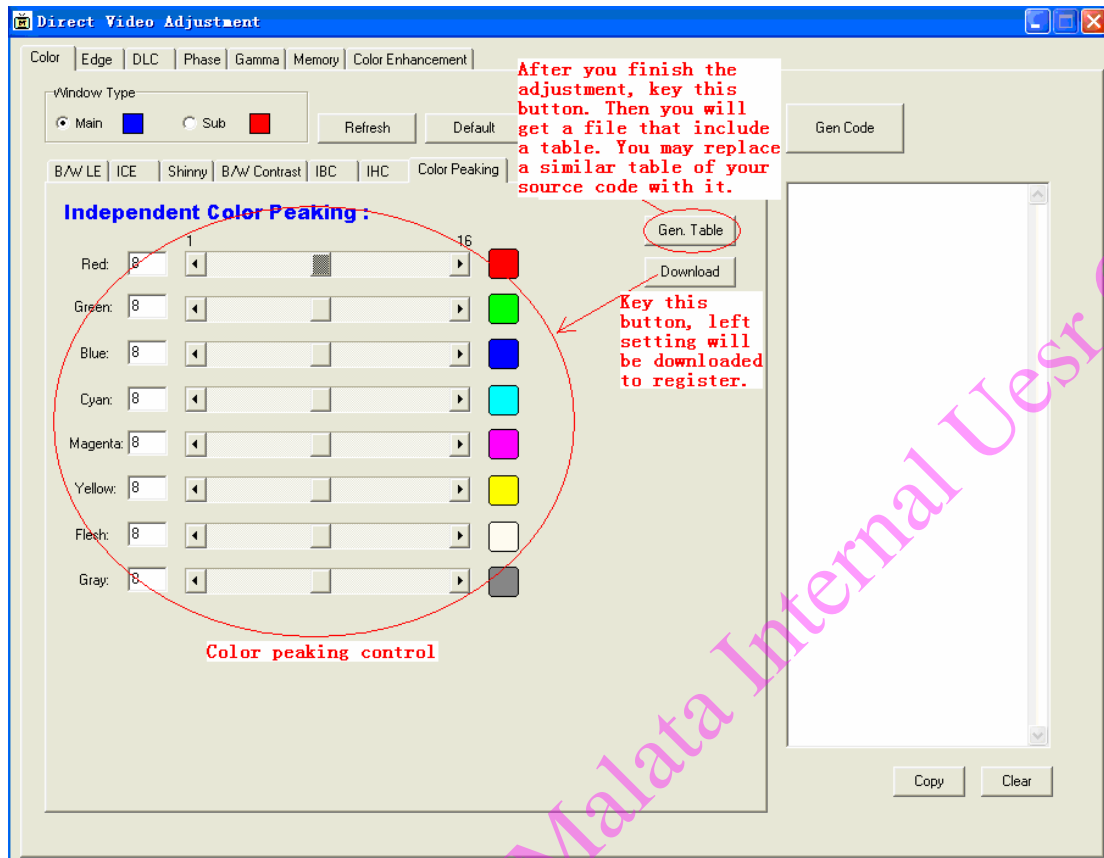 Direct Video Adjustment
Color Edge DLC Phase Gamma Memory Color Enhancement
Window Type
Main Sub
Refresh Default
Gen Code
After you finish the
adjustment, key this
button. Then you will
get a file that include
a table. You may replace
a similar table of your
source code with it.
B/W LE ICE Shinny B/W Contrast IBC IHC Color Peaking
Independent Color Peaking :
1 16
Gen. Table
Download
Key this
button, left
setting will
be downloaded
to register.
Red: 8
Green: 8
Blue: 8
Cyan: 8
Magenta: 8
Yellow: 8
Flesh: 8
Gray: 8
Color peaking control
Copy Clear
Malata Internal Uesr